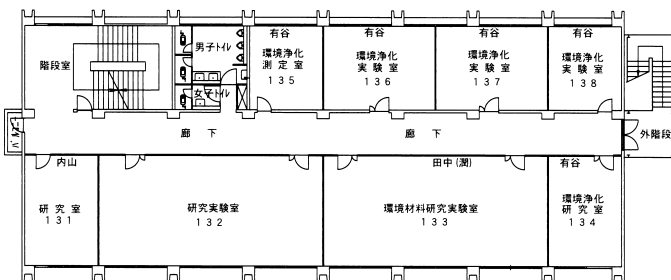 階段室
男子トイレ
女子トイレ
有谷
環境浄化
測定室
135
有谷
環境浄化
実験室
136
有谷
環境浄化
実験室
137
有谷
環境浄化
実験室
138
バルコニー
廊下
廊下
外階段
内山
研究室
131
研究実験室
132
田中(潤)
環境材料研究実験室
133
有谷
環境浄化
研究室
134